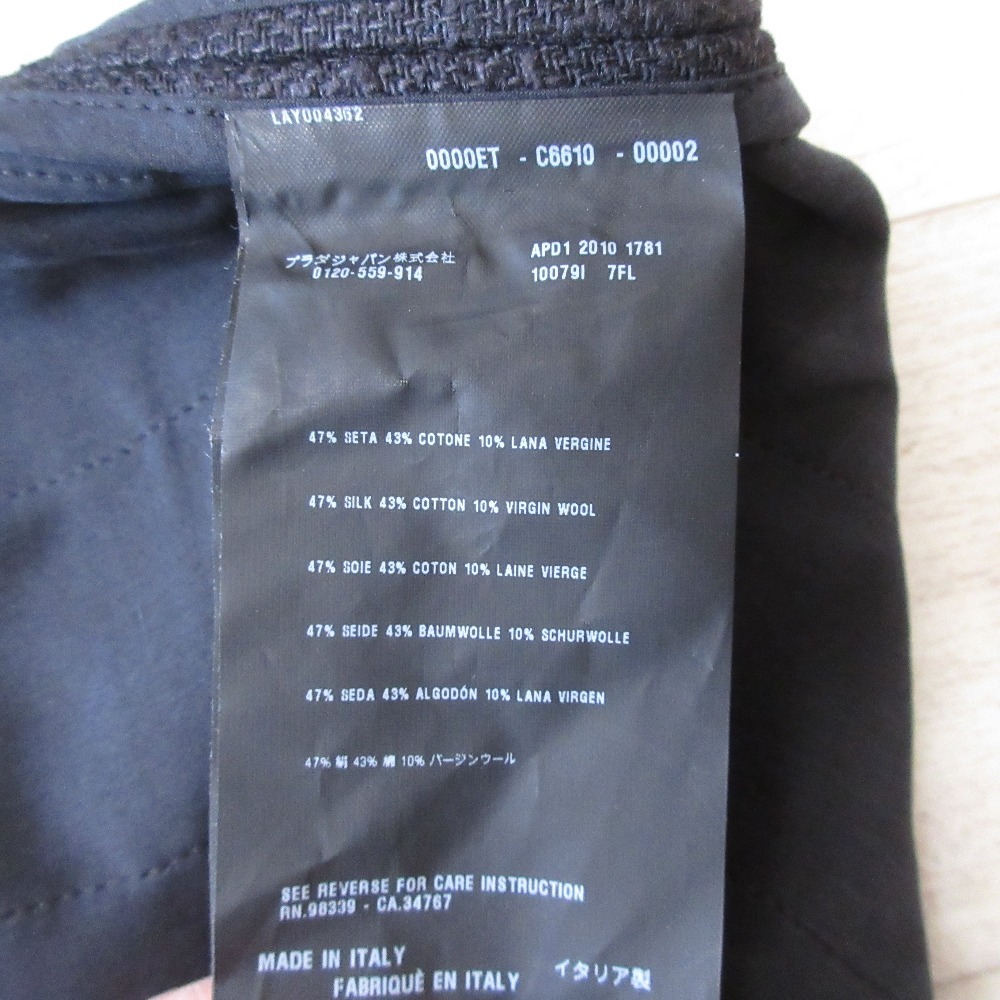 LAY004362
0000ET - C6610 - 00002
プラダジャパン株式会社
0120-559-914
APD1 2010 1781
10079I 7FL
47% SETA 43% COTONE 10% LANA VERGINE
47% SILK 43% COTTON 10% VIRGIN WOOL
47% SOIE 43% COTON 10% LAINE VIERGE
47% SEIDE 43% BAUMWOLLE 10% SCHURWOLLE
47% SEDA 43% ALGODÓN 10% LANA VIRGEN
47% 絹 43% 綿 10% バージンウール
SEE REVERSE FOR CARE INSTRUCTION
RN.98339 - CA.34767
MADE IN ITALY
FABRIQUÈ EN ITALY
イタリア製